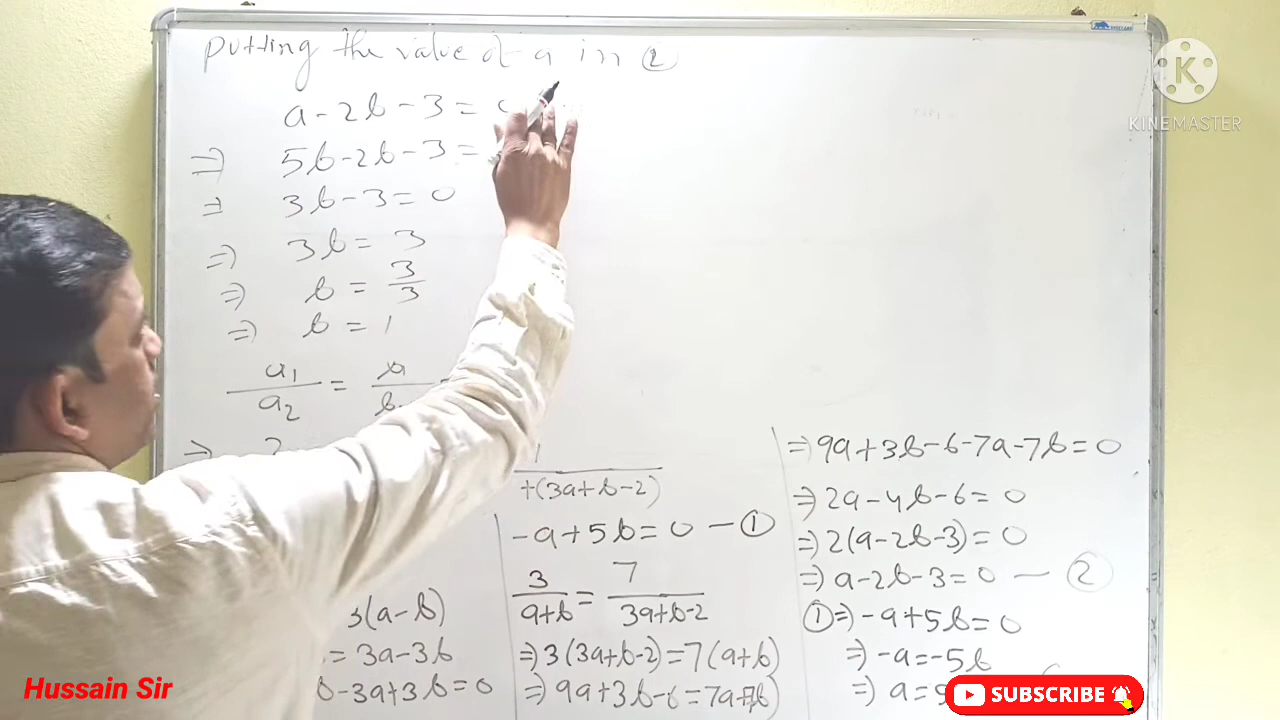 putting the value of a in ②
a - 2b - 3 =
⇒ 5b - 2b - 3 =
⇒ 3b - 3 = 0
⇒ 3b = 3
⇒ b = 3/3
⇒ b = 1
a₁/a₂ = a/b
⇒ 2
1
+(3a+b-2)
3(a-b)
= 3a-3b
b-3a+3b=0
-a+5b=0 —①
3/(a+b) = 7/(3a+b-2)
⇒ 3(3a+b-2)=7(a+b)
⇒ 9a+3b-6=7a+7b
⇒ 9a+3b-6-7a-7b=0
⇒ 2a-4b-6=0
⇒ 2(a-2b-3)=0
⇒ a-2b-3=0 — ②
①⇒ -a+5b=0
⇒ -a=-5b
⇒ a=5
KINEMASTER
Hussain Sir
SUBSCRIBE